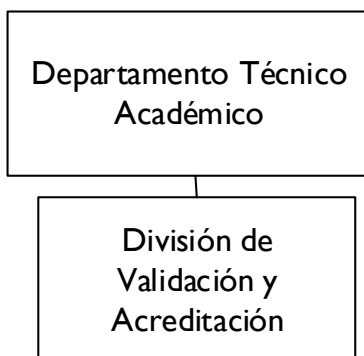 Departamento Técnico
Académico
División de
Validación y
Acreditación